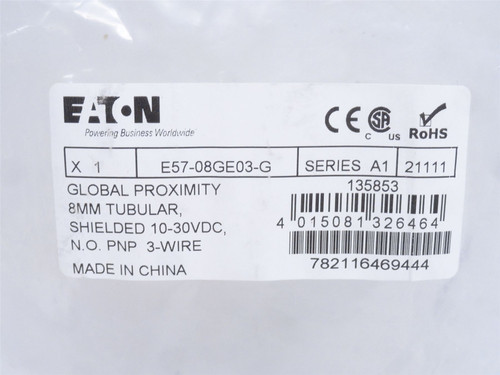 EATON
Powering Business Worldwide
CE SA C US RoHS
X 1 E57-08GE03-G SERIES A1 21111
GLOBAL PROXIMITY
8MM TUBULAR,
SHIELDED 10-30VDC,
N.O. PNP 3-WIRE
MADE IN CHINA
135853
4 015081 326464
782116469444